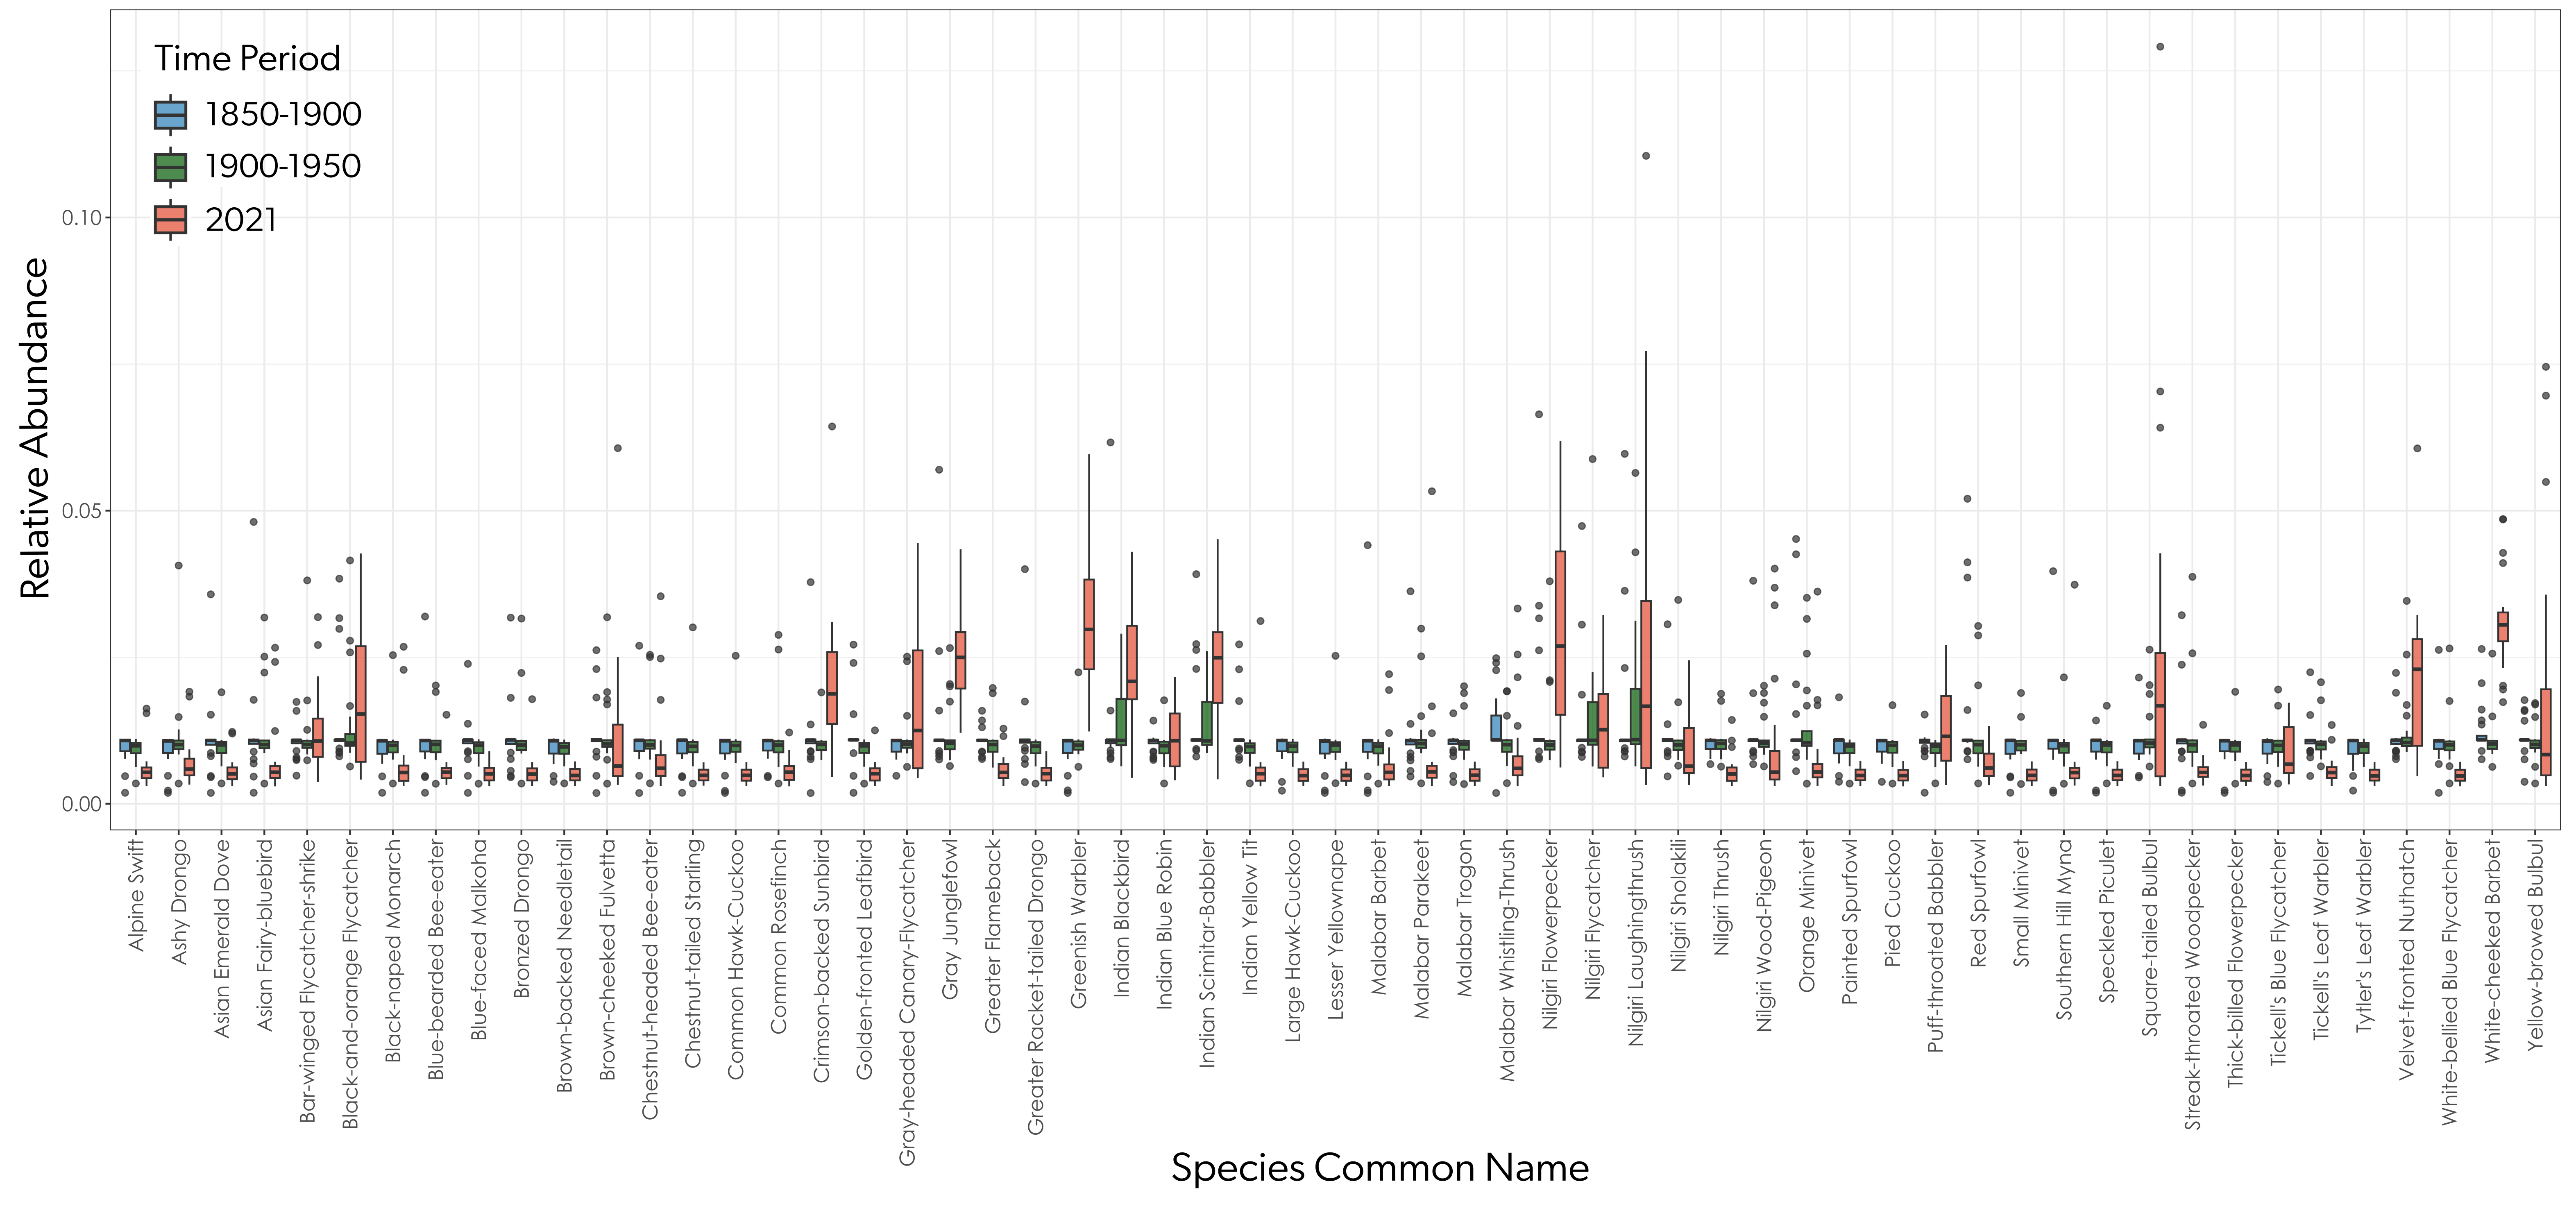 Time Period
1850-1900
1900-1950
2021
Relative Abundance
0.10
0.05
0.00
Alpine Swift
Ashy Drongo
Asian Emerald Dove
Asian Fairy-bluebird
Bar-winged Flycatcher-shrike
Black-and-orange Flycatcher
Black-naped Monarch
Blue-bearded Bee-eater
Blue-faced Malkoha
Bronzed Drongo
Brown-backed Needletail
Brown-cheeked Fulvetta
Chestnut-headed Bee-eater
Chestnut-tailed Starling
Common Hawk-Cuckoo
Common Rosefinch
Crimson-backed Sunbird
Golden-fronted Leafbird
Gray-headed Canary-Flycatcher
Gray Junglefowl
Greater Flameback
Greater Racket-tailed Drongo
Greenish Warbler
Indian Blackbird
Indian Blue Robin
Indian Scimitar-Babbler
Indian Yellow Tit
Large Hawk-Cuckoo
Lesser Yellownape
Malabar Barbet
Malabar Parakeet
Malabar Trogon
Malabar Whistling-Thrush
Nilgiri Flowerpecker
Nilgiri Flycatcher
Nilgiri Laughingthrush
Nilgiri Sholakili
Nilgiri Thrush
Nilgiri Wood-Pigeon
Orange Minivet
Painted Spurfowl
Pied Cuckoo
Puff-throated Babbler
Red Spurfowl
Small Minivet
Southern Hill Myna
Speckled Piculet
Square-tailed Bulbul
Streak-throated Woodpecker
Thick-billed Flowerpecker
Tickell's Blue Flycatcher
Tickell's Leaf Warbler
Tytler's Leaf Warbler
Velvet-fronted Nuthatch
White-bellied Blue Flycatcher
White-cheeked Barbet
Yellow-browed Bulbul
Species Common Name